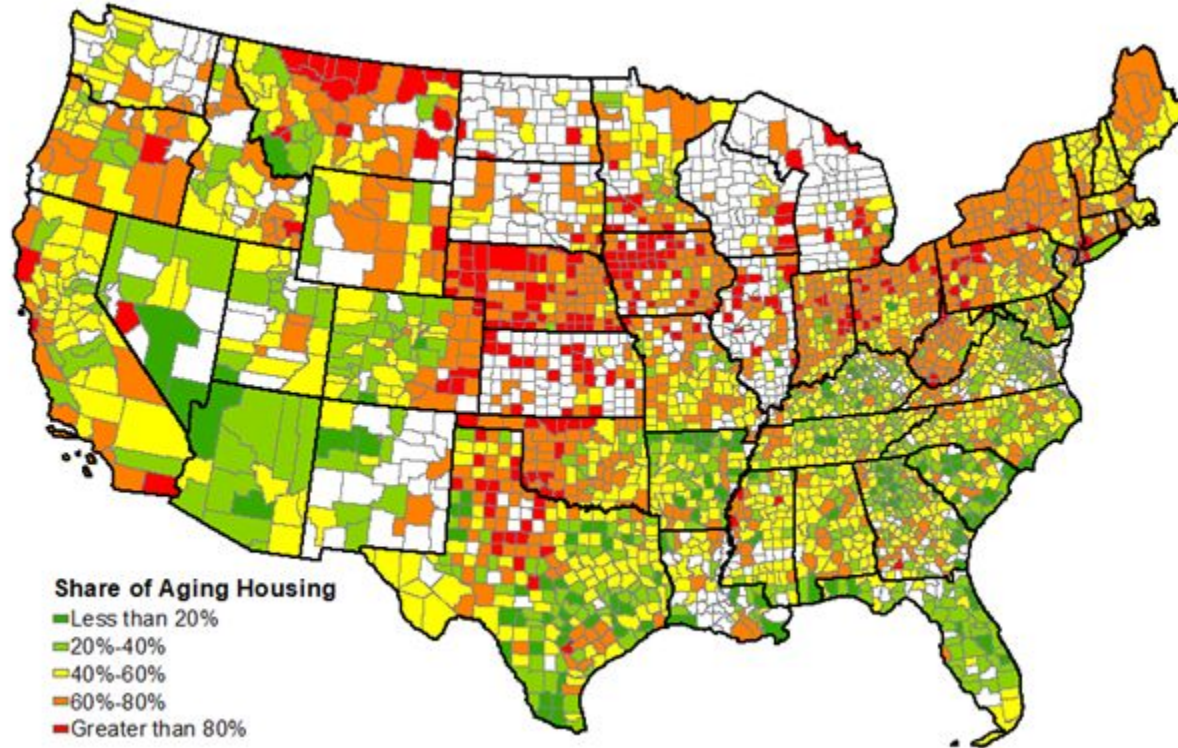 Share of Aging Housing
Less than 20%
20%-40%
40%-60%
60%-80%
Greater than 80%